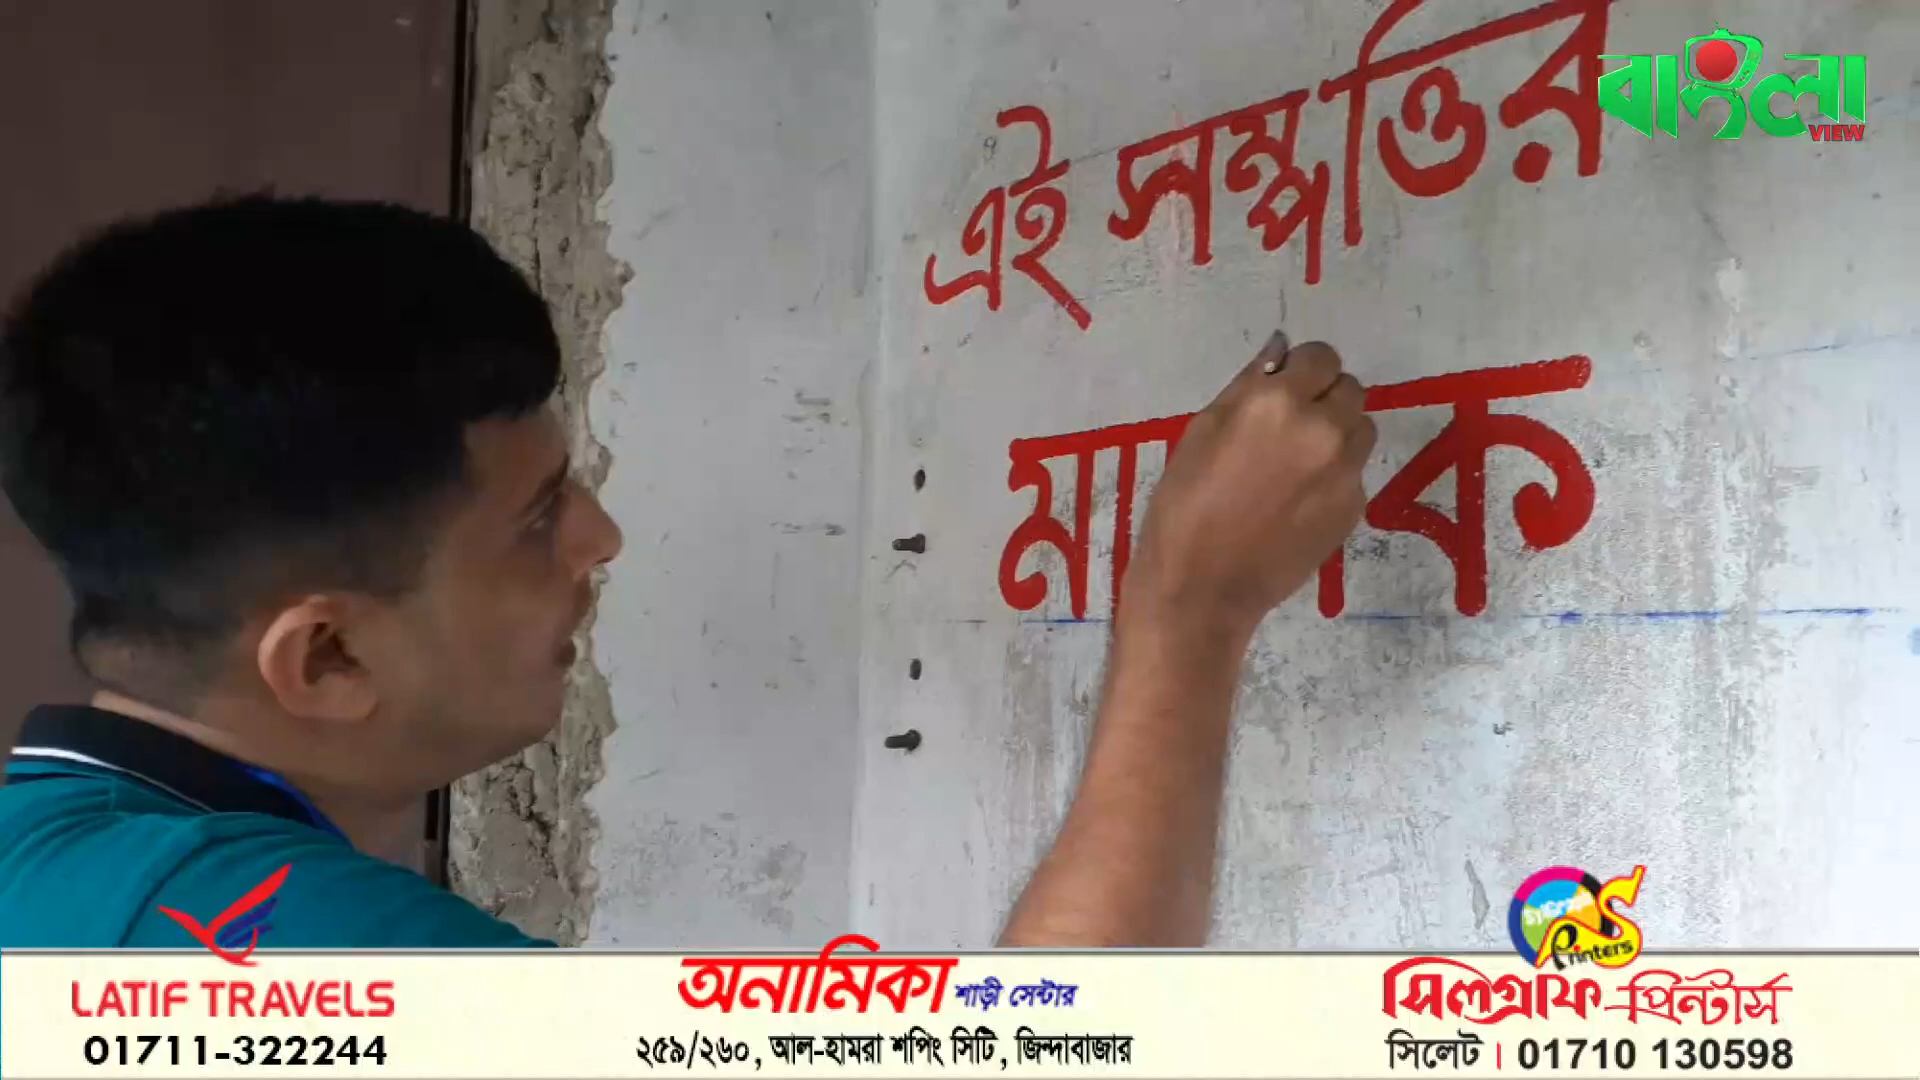 এই সম্পত্তির
বাংলা
VIEW
LATIF TRAVELS
01711-322244
অনামিকা শাড়ী সেন্টার
২৫৯/২৬০, আল-হামরা শপিং সিটি, জিন্দাবাজার
Printers
সিলগ্রাফ প্রিন্টার্স
সিলেট । 01710 130598